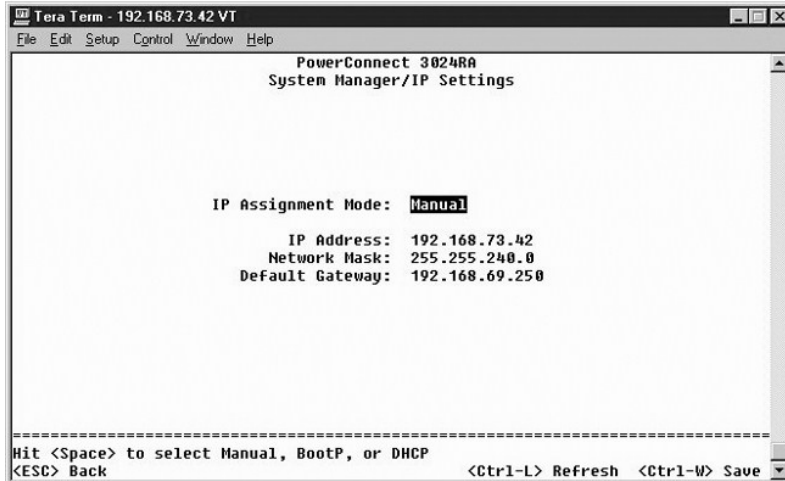 Tera Term - 192.168.73.42 VT
File Edit Setup Control Window Help
PowerConnect 3024RA
System Manager/IP Settings
IP Assignment Mode: Manual
IP Address: 192.168.73.42
Network Mask: 255.255.240.0
Default Gateway: 192.168.69.250
Hit <Space> to select Manual, BootP, or DHCP
<ESC> Back <Ctrl-L> Refresh <Ctrl-W> Save